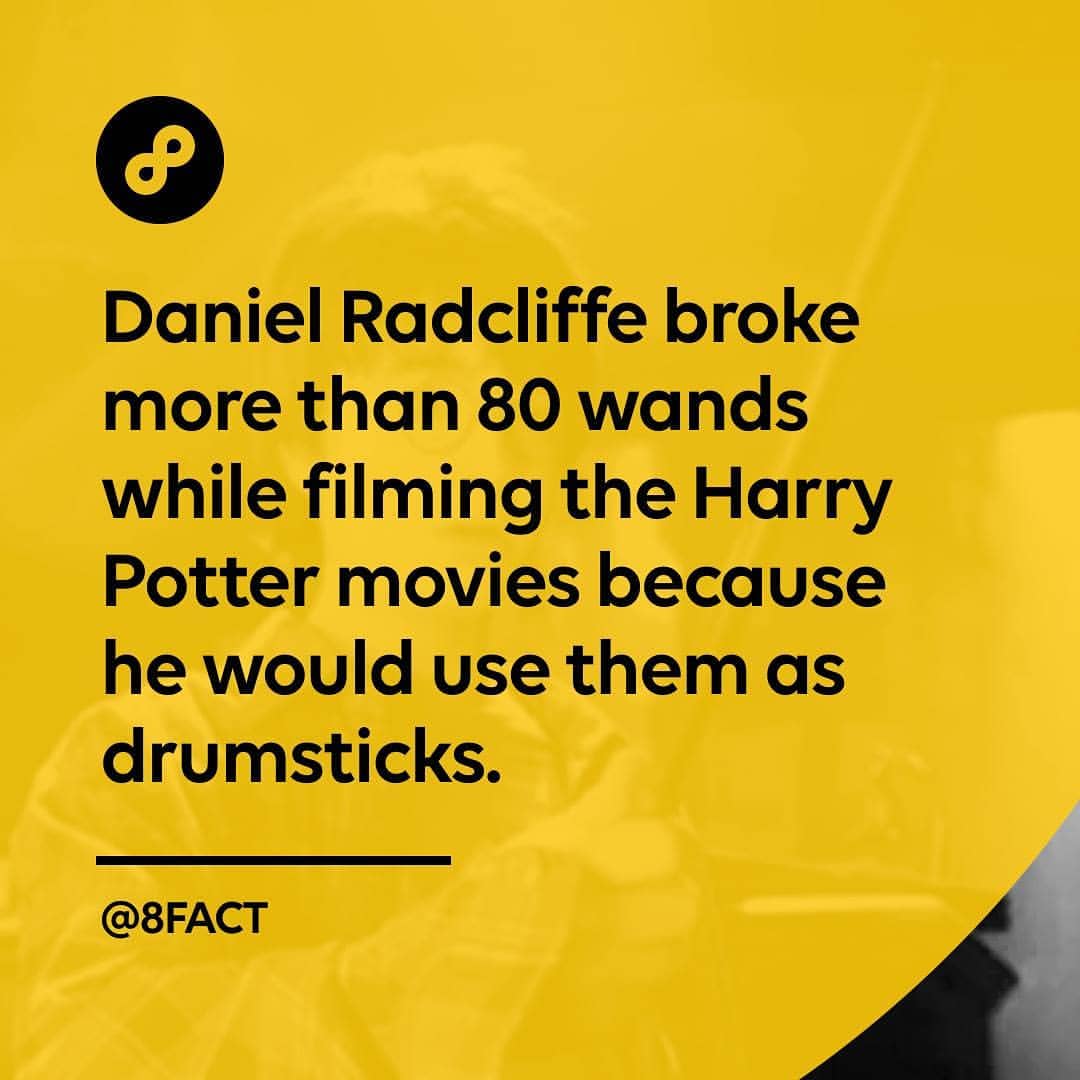 Daniel Radcliffe broke
more than 80 wands
while filming the Harry
Potter movies because
he would use them as
drumsticks.
@8FACT